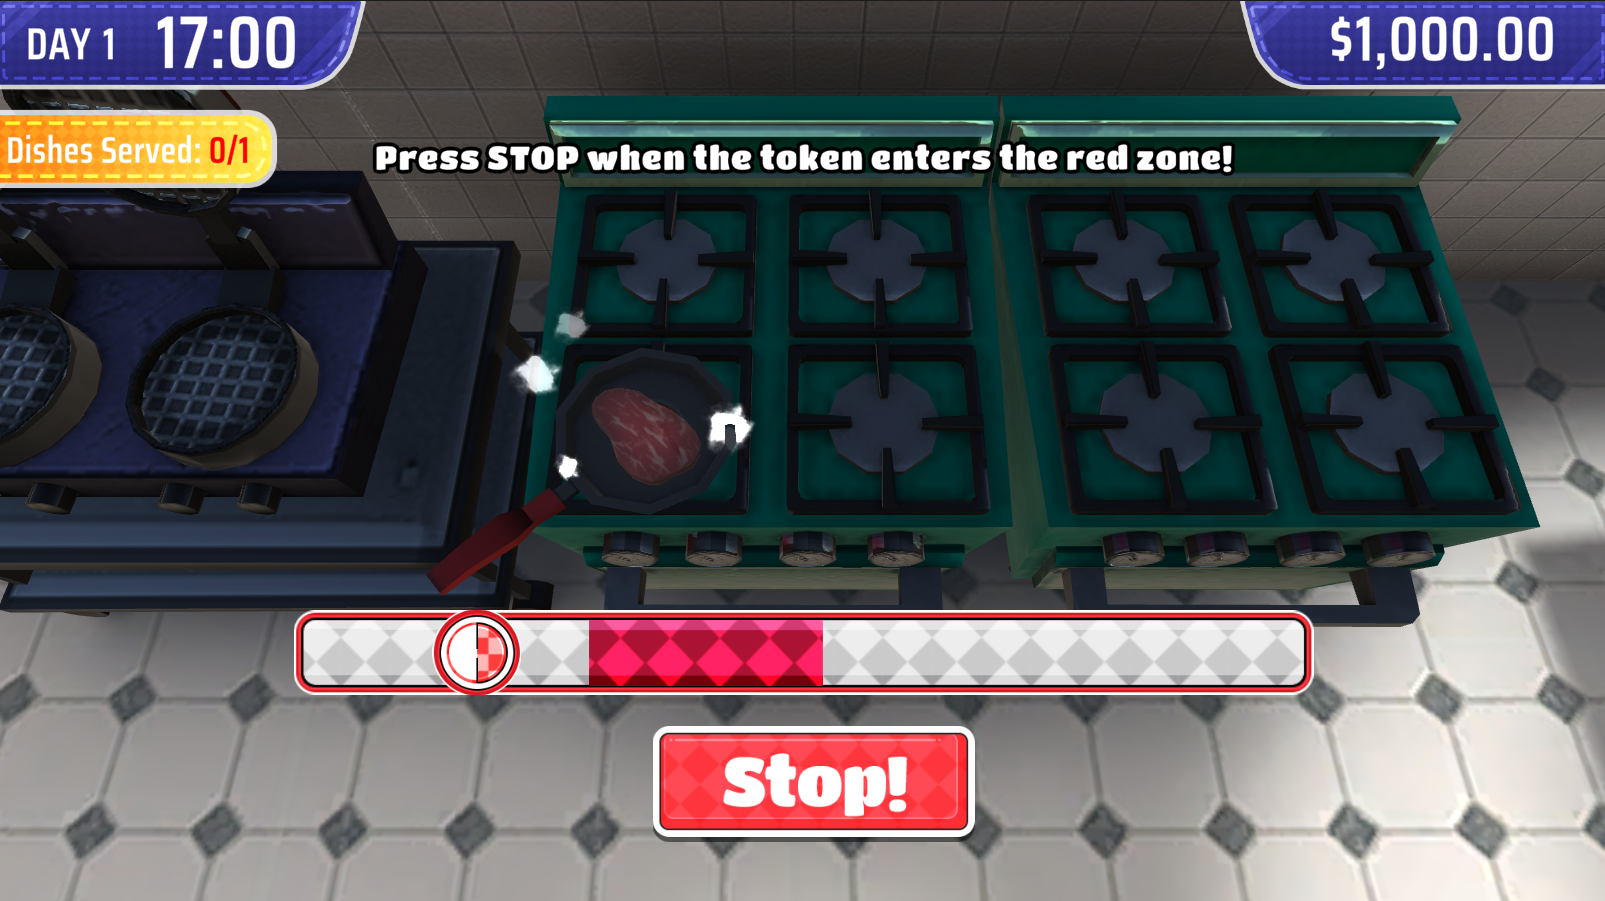 DAY 1 17:00
$1,000.00
Dishes Served: 0/1
Press STOP when the token enters the red zone!
Stop!